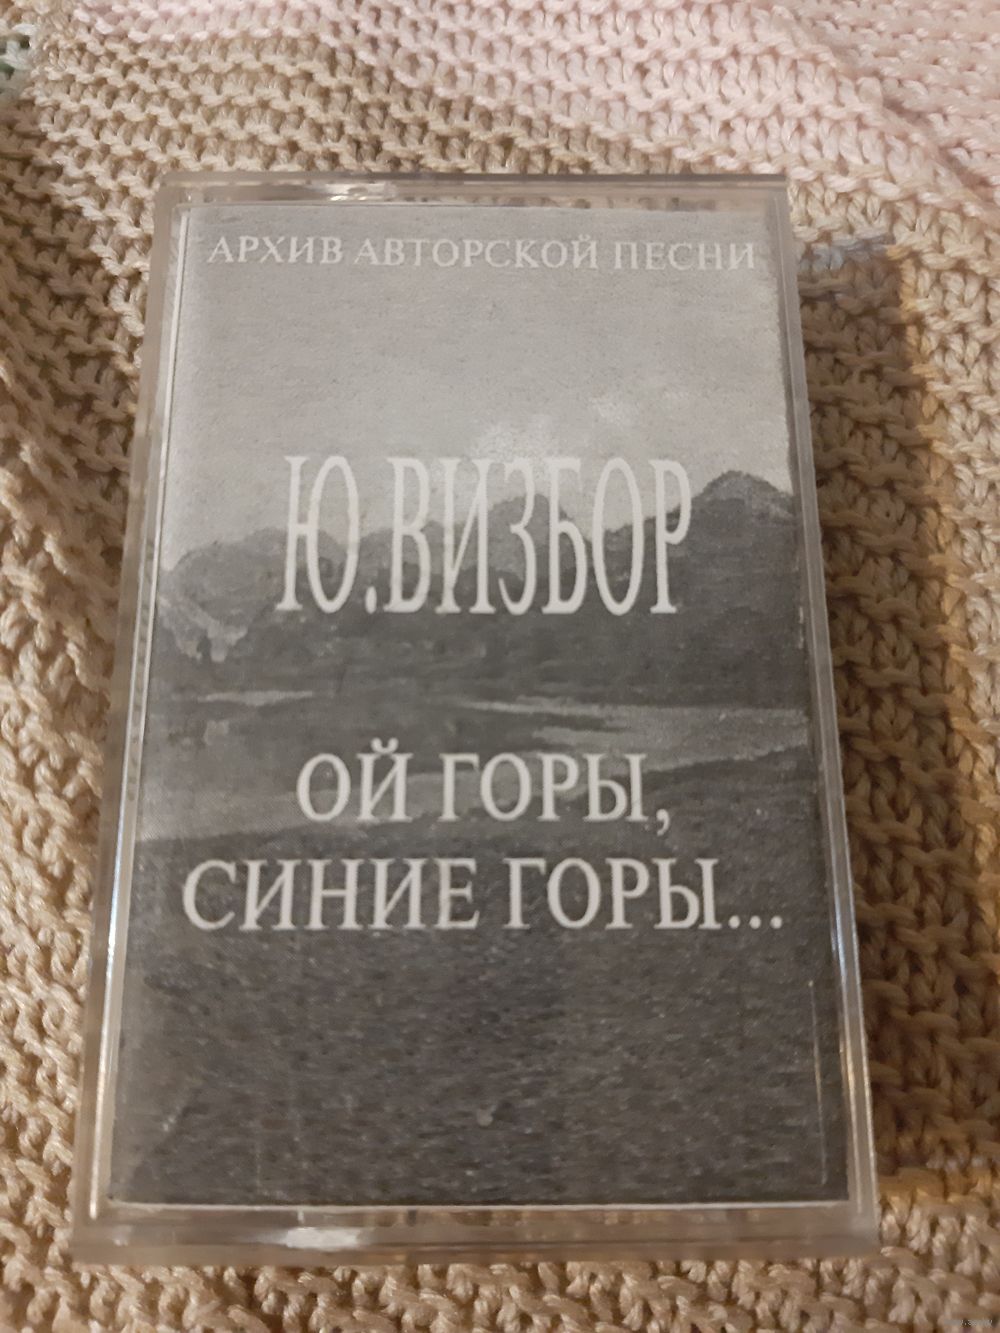 АРХИВ АВТОРСКОЙ ПЕСНИ
Ю.ВИЗБОР
ОЙ ГОРЫ,
СИНИЕ ГОРЫ...